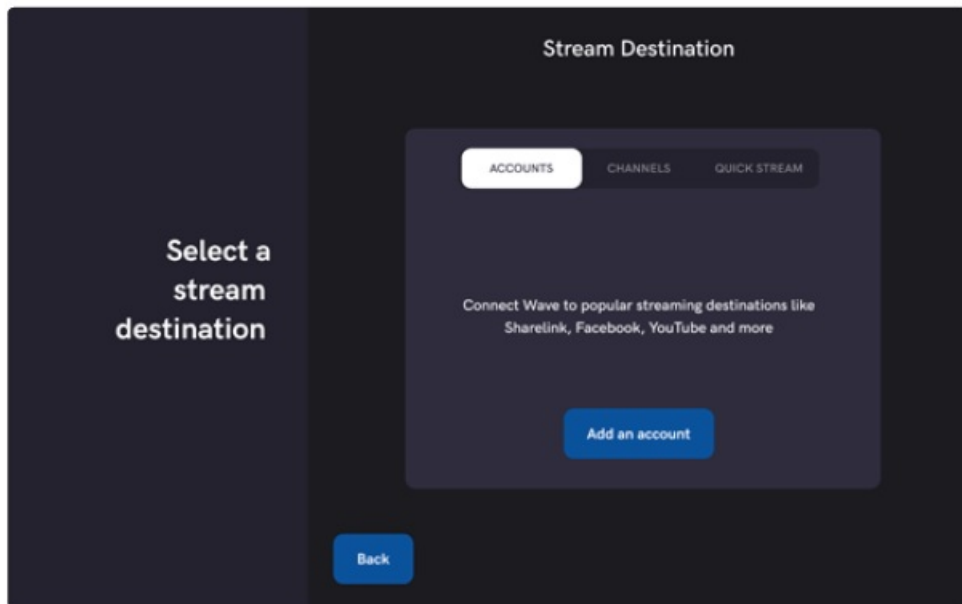 Stream Destination
ACCOUNTS CHANNELS QUICK STREAM
Select a
stream
destination
Connect Wave to popular streaming destinations like
Sharelink, Facebook, YouTube and more
Add an account
Back